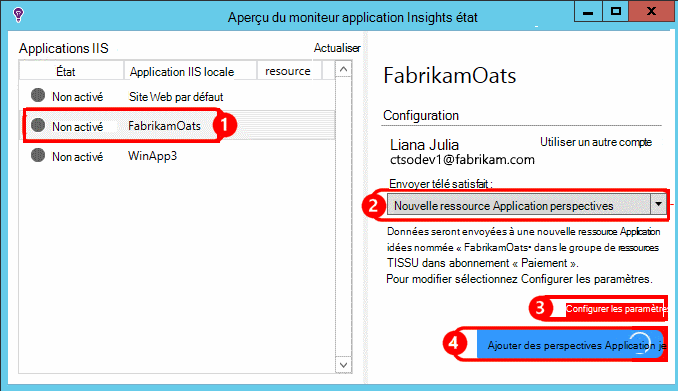 Aperçu du moniteur application Insights état
Applications IIS
Actualiser
État
Application IIS locale
resource
Non activé
Site Web par défaut
Non activé
FabrikamOats
1
Non activé
WinApp3
FabrikamOats
Configuration
Liana Julia
Utiliser un autre compte
ctsodev1@fabrikam.com
Envoyer télé satisfait :
2
Nouvelle ressource Application perspectives
Données seront envoyées à une nouvelle ressource Application
idées nommée « FabrikamOats» dans le groupe de ressources
TISSU dans abonnement « Paiement ».
Pour modifier sélectionnez Configurer les paramètres.
3
Configurer les paramètres
4
Ajouter des perspectives Application je